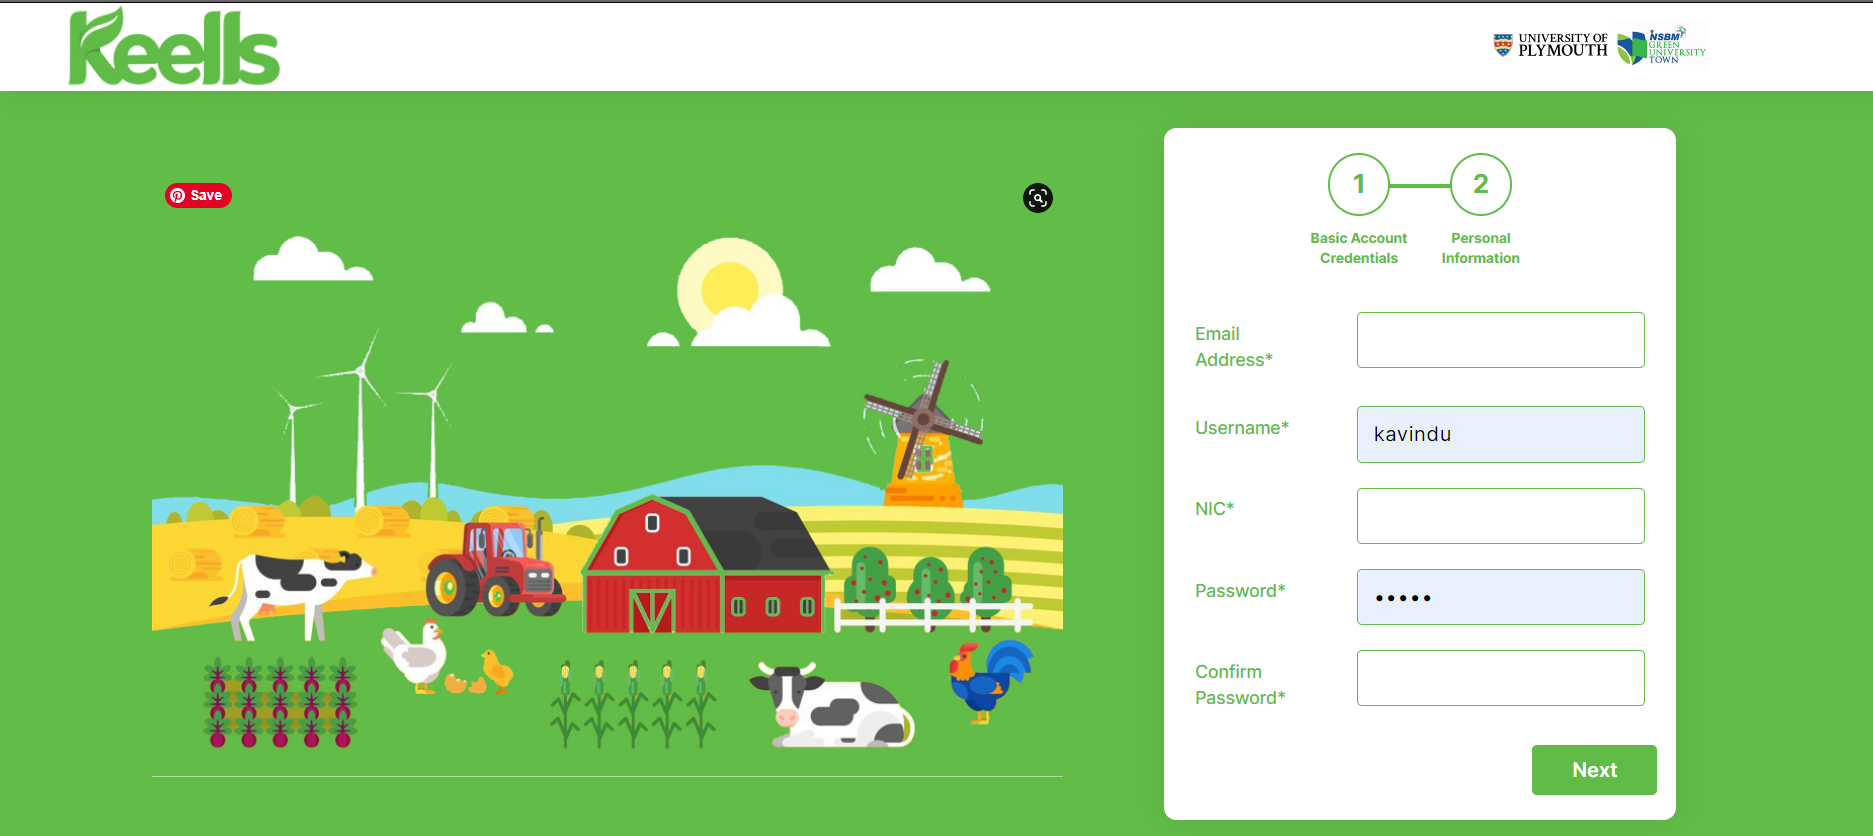 Keells
UNIVERSITY OF
PLYMOUTH
NSBM
GREEN
UNIVERSITY
TOWN
Save
1
2
Basic Account
Credentials
Personal
Information
Email
Address*
Username*
kavindu
NIC*
Password*
•••••
Confirm
Password*
Next